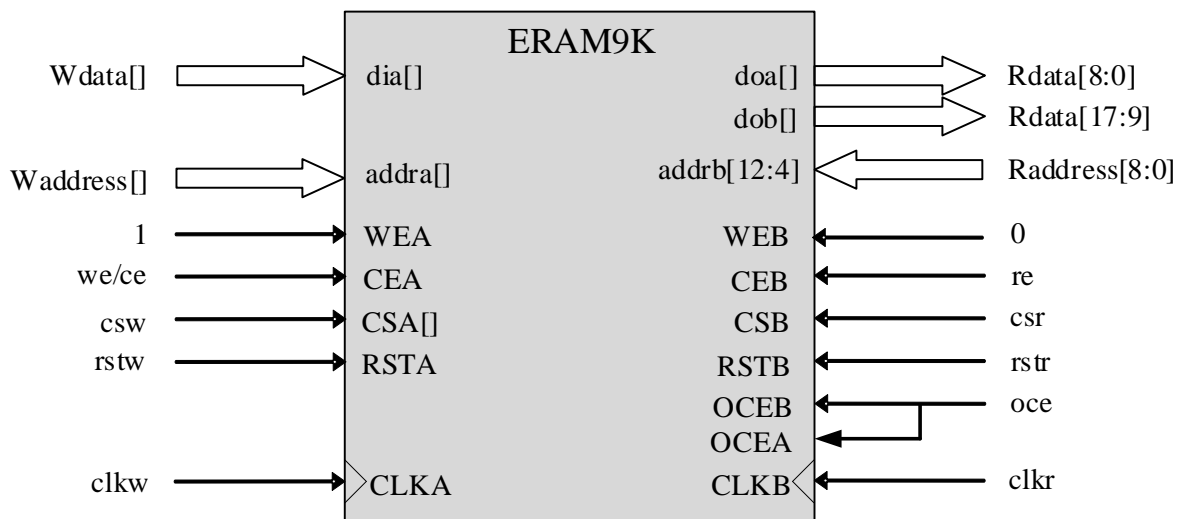 ERAM9K
Wdata[] dia[] doa[] Rdata[8:0]
dob[] Rdata[17:9]
Waddress[] addra[] addrb[12:4] Raddress[8:0]
1 WEA WEB 0
we/ce CEA CEB re
csw CSA[] CSB csr
rstw RSTA RSTB rstr
OCEB oce
OCEA
clkw CLKA CLKB clkr